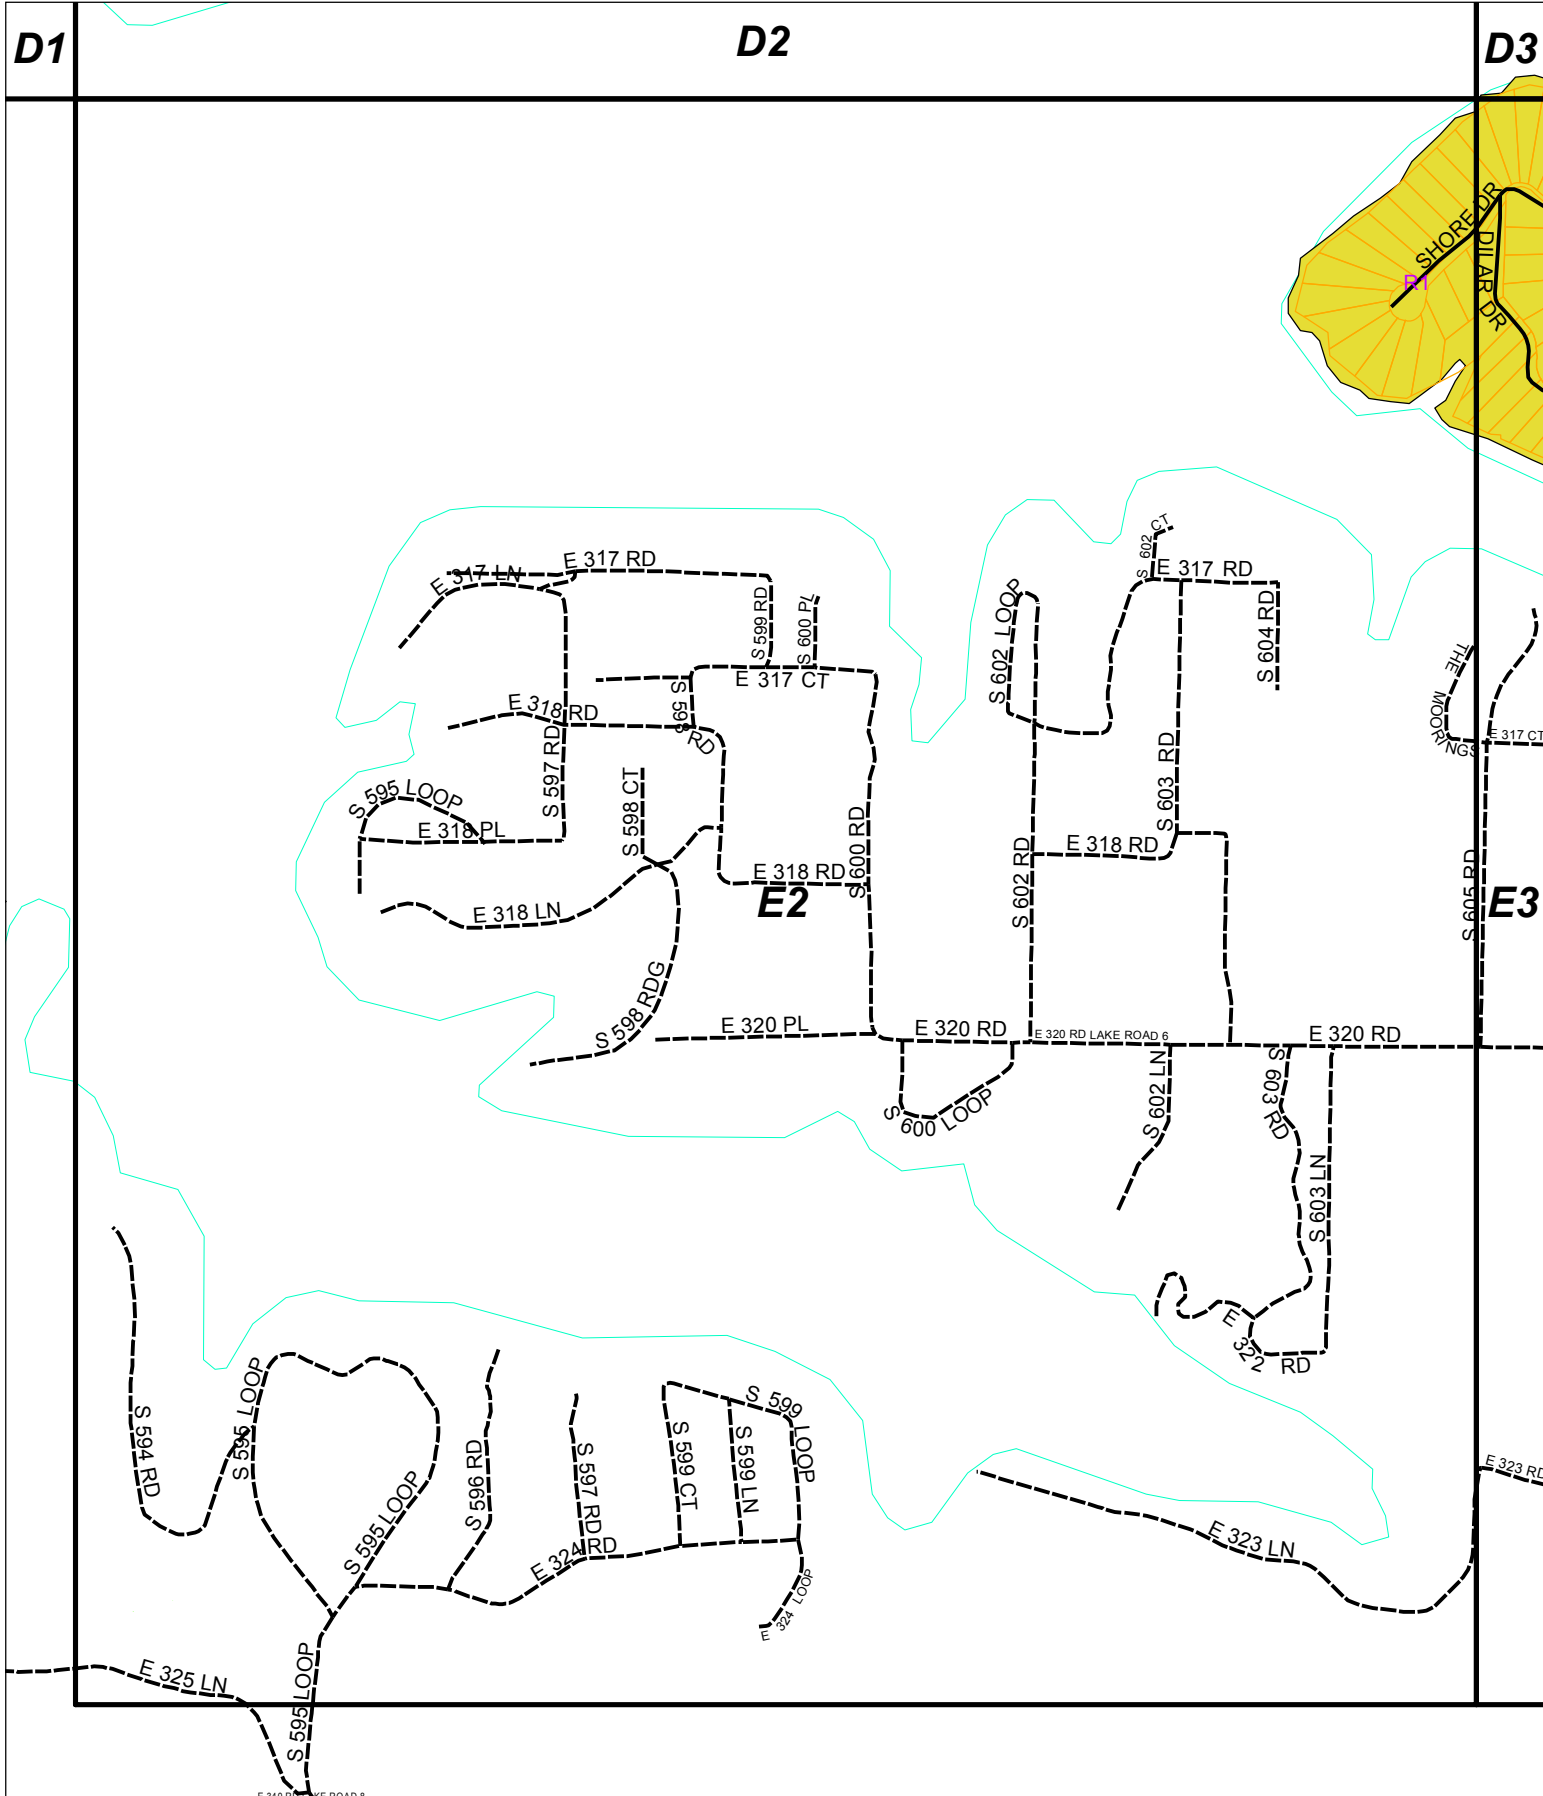 D1
D2
D3
SHORE DR
R1
DILAR DR
S 602 CT
E 317 RD
E 317 LN
E 317 RD
S 599 RD
S 600 PL
S 602 LOOP
S 604 RD
THE MOORINGS
E 317 CT
E 317 CT
S 598 RD
E 318 RD
S 597 RD
S 598 CT
S 595 LOOP
E 318 PL
S 600 RD
S 603 RD
E 318 RD
S 602 RD
E 318 RD
E2
E3
S 605 RD
E 318 LN
S 598 RDG
E 320 PL
E 320 RD
E 320 RD LAKE ROAD 6
E 320 RD
S 600 LOOP
S 602 LN
S 603 RD
S 603 LN
E 322 RD
S 594 RD
S 595 LOOP
S 595 LOOP
S 596 RD
S 597 RD
S 599 CT
S 599 LN
S 599 LOOP
E 324 RD
E 324 LOOP
E 323 LN
E 323 RD
E 325 LN
S 595 LOOP